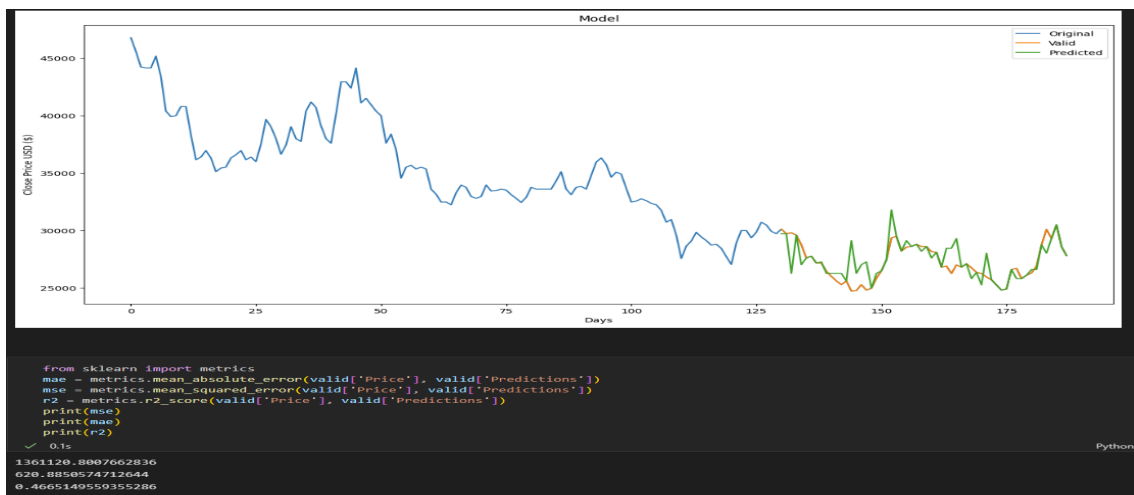 Model
Original
Valid
Predicted
45000
40000
35000
30000
25000
Close Price USD ($)
0 25 50 75 100 125 150 175
Days
from sklearn import metrics
mae = metrics.mean_absolute_error(valid['Price'], valid['Predictions'])
mse = metrics.mean_squared_error(valid['Price'], valid['Predictions'])
r2 = metrics.r2_score(valid['Price'], valid['Predictions'])
print(mse)
print(mae)
print(r2)
✓ 0.1s
Python
1361120.8007662836
620.8850574712644
0.4665149559355286